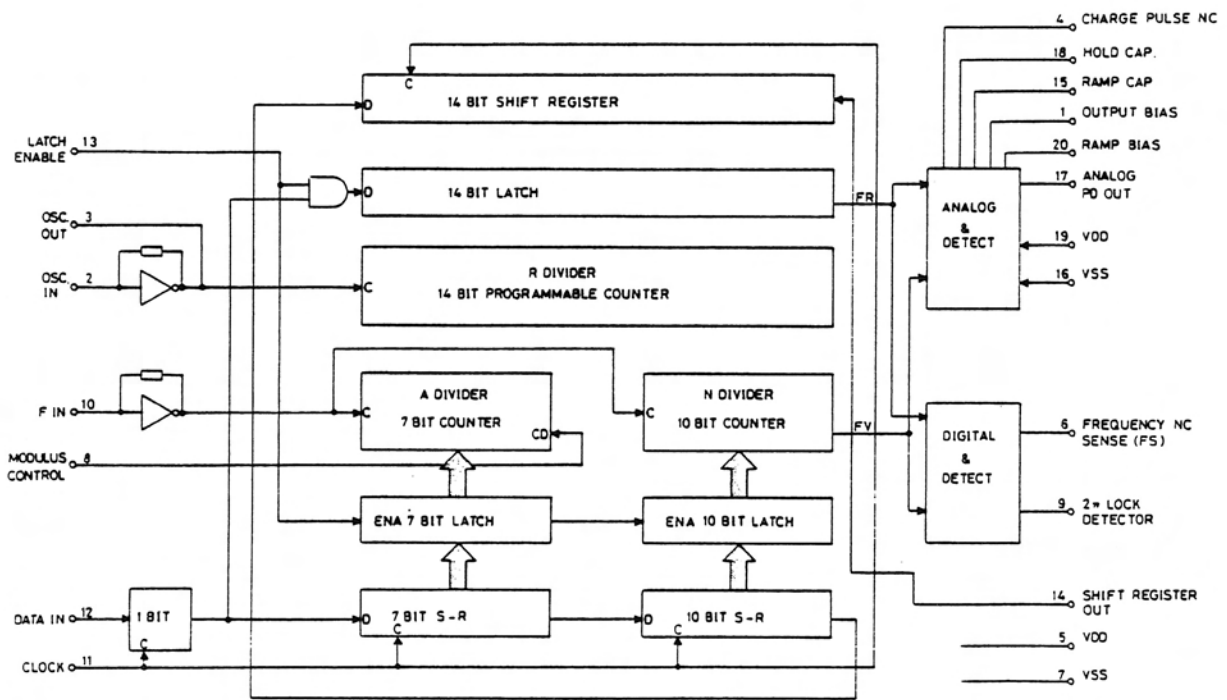 4 CHARGE PULSE NC
18 HOLD CAP.
15 RAMP CAP
1 OUTPUT BIAS
20 RAMP BIAS
17 ANALOG
PD OUT
19 VDD
16 VSS
C
D 14 BIT SHIFT REGISTER
LATCH
ENABLE 13
D 14 BIT LATCH
FR
ANALOG
&
DETECT
OSC.
OUT 3
OSC.
IN 2
R DIVIDER
C 14 BIT PROGRAMMABLE COUNTER
F IN 10
A DIVIDER
C 7 BIT COUNTER
CD
N DIVIDER
C 10 BIT COUNTER
FV
DIGITAL
&
DETECT
6 FREQUENCY NC
SENSE (FS)
MODULUS
CONTROL 8
ENA 7 BIT LATCH
ENA 10 BIT LATCH
9 2π LOCK
DETECTOR
DATA IN 12
1 BIT
C
D 7 BIT S-R
C
D 10 BIT S-R
C
14 SHIFT REGISTER
OUT
CLOCK 11
5 VDD
7 VSS